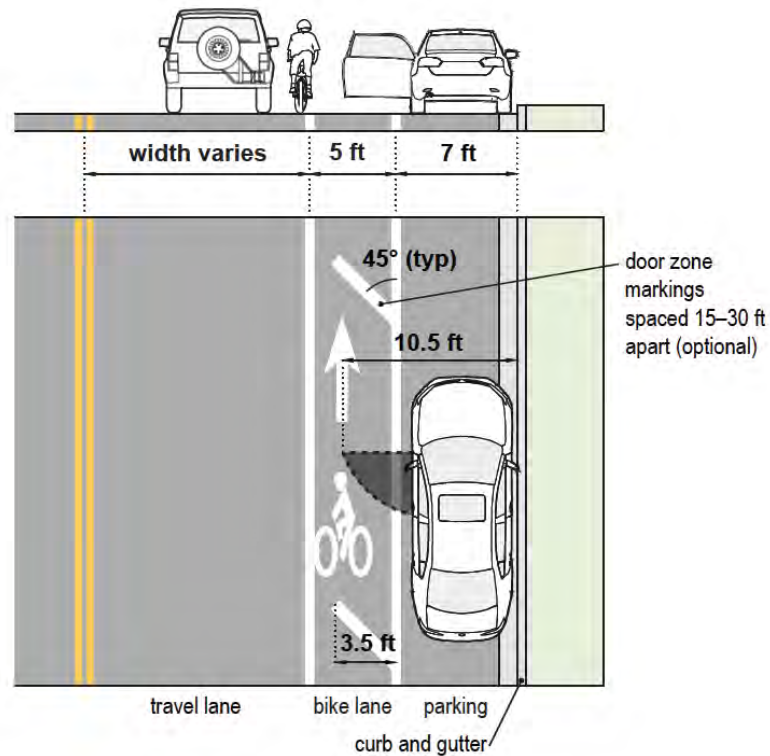 width varies
5 ft
7 ft
45° (typ)
door zone
markings
spaced 15–30 ft
apart (optional)
10.5 ft
3.5 ft
travel lane
bike lane
parking
curb and gutter